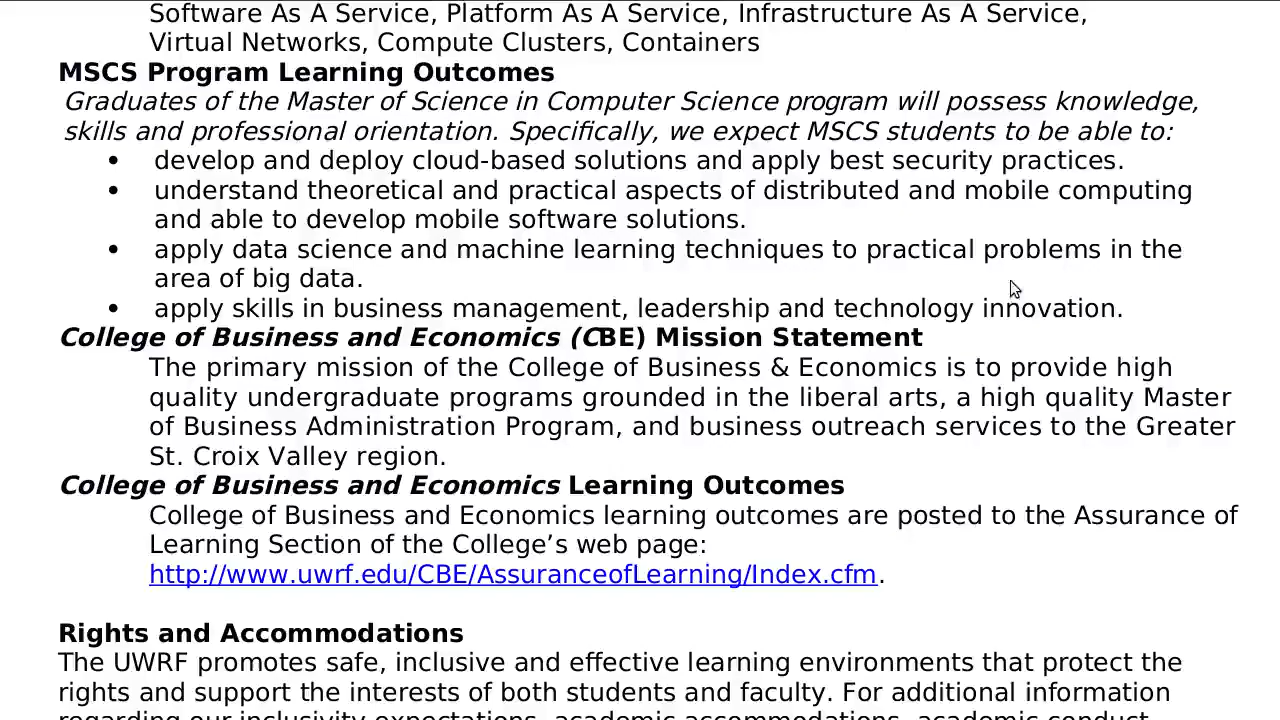 Software As A Service, Platform As A Service, Infrastructure As A Service,
Virtual Networks, Compute Clusters, Containers
MSCS Program Learning Outcomes
Graduates of the Master of Science in Computer Science program will possess knowledge,
skills and professional orientation. Specifically, we expect MSCS students to be able to:
• develop and deploy cloud-based solutions and apply best security practices.
• understand theoretical and practical aspects of distributed and mobile computing
and able to develop mobile software solutions.
• apply data science and machine learning techniques to practical problems in the
area of big data.
• apply skills in business management, leadership and technology innovation.
College of Business and Economics (CBE) Mission Statement
The primary mission of the College of Business & Economics is to provide high
quality undergraduate programs grounded in the liberal arts, a high quality Master
of Business Administration Program, and business outreach services to the Greater
St. Croix Valley region.
College of Business and Economics Learning Outcomes
College of Business and Economics learning outcomes are posted to the Assurance of
Learning Section of the College’s web page:
http://www.uwrf.edu/CBE/AssuranceofLearning/Index.cfm.
Rights and Accommodations
The UWRF promotes safe, inclusive and effective learning environments that protect the
rights and support the interests of both students and faculty. For additional information
regarding our inclusivity expectations, academic accommodations, academic conduct